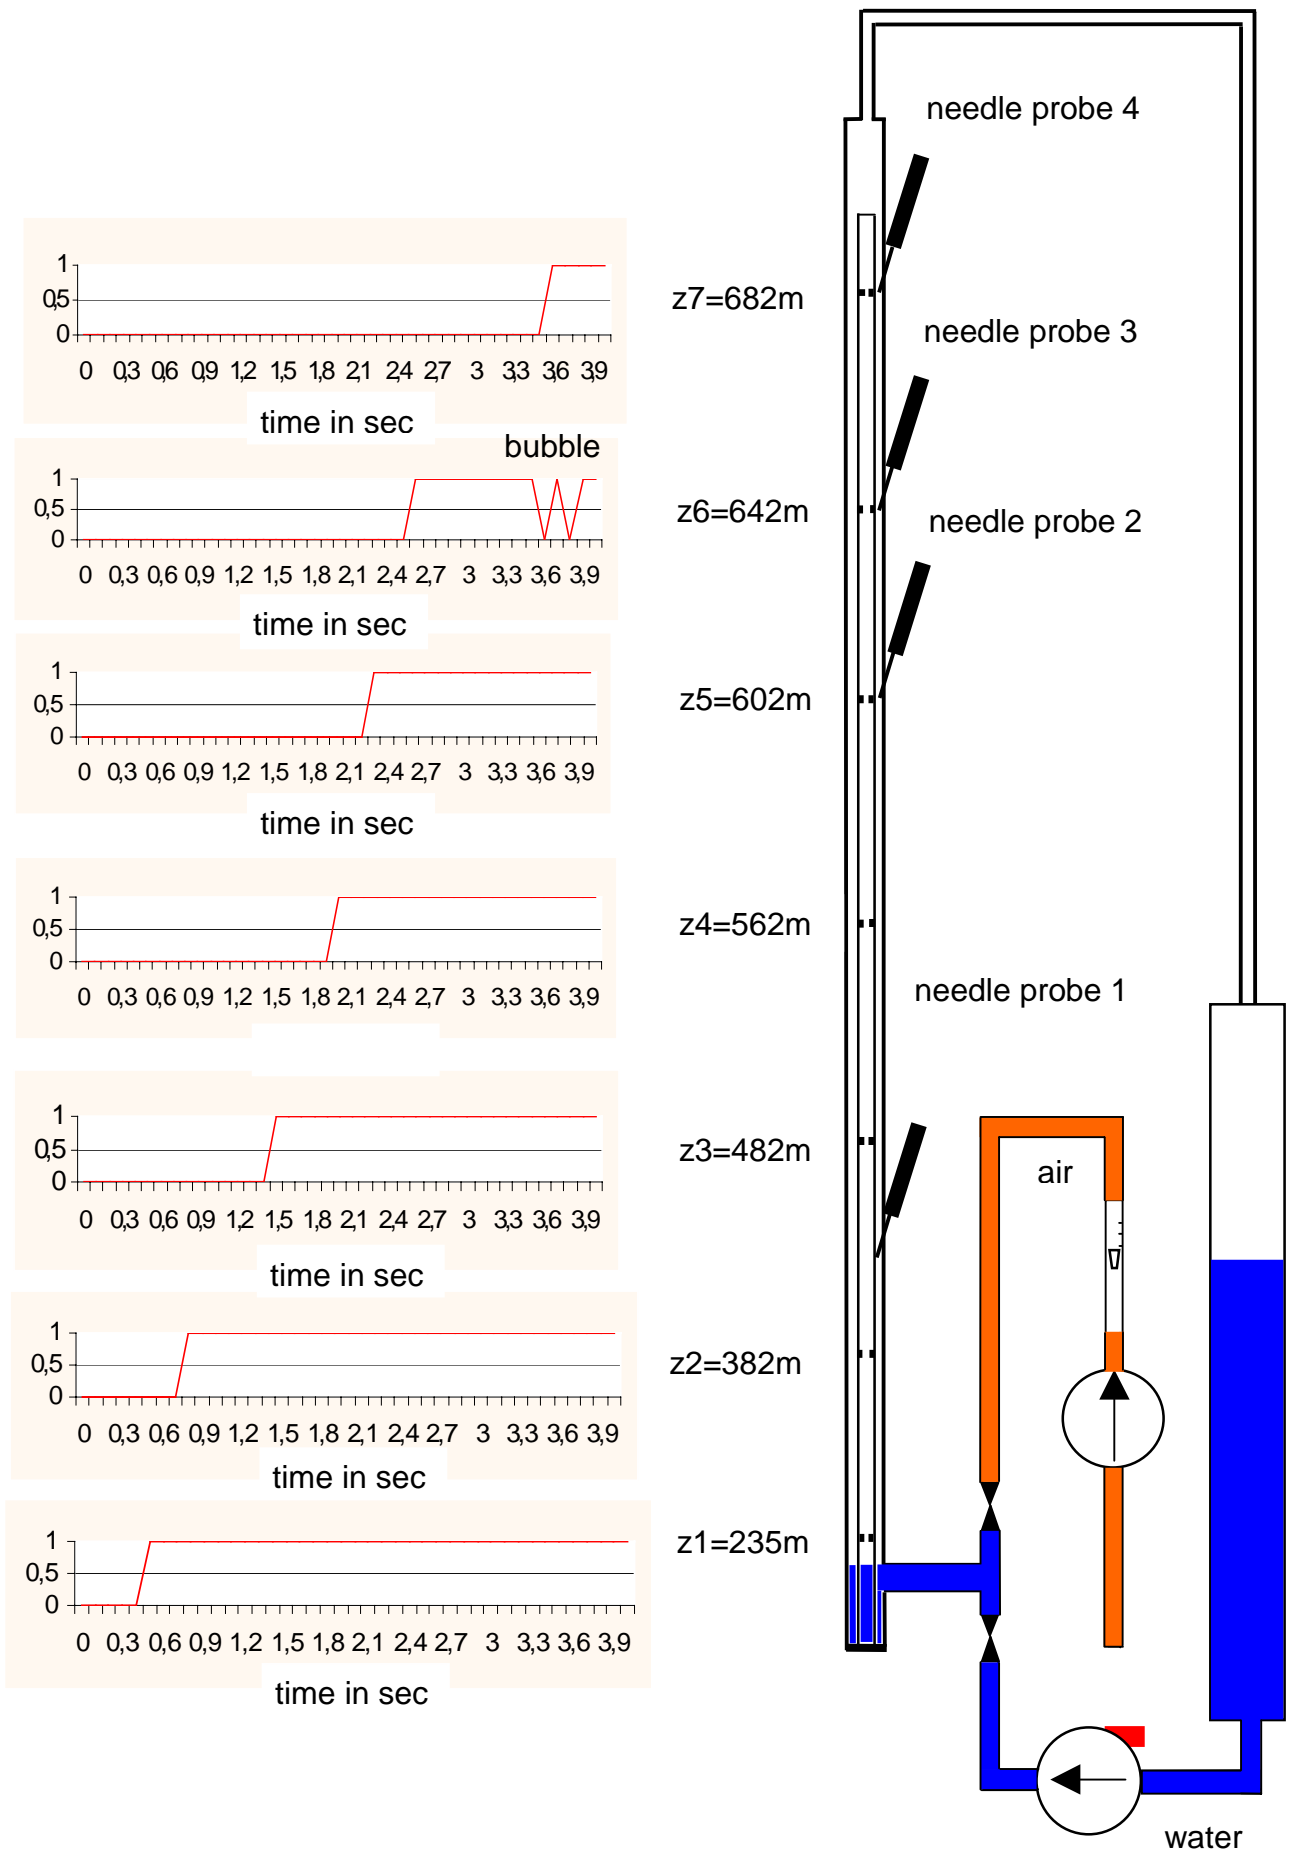 needle probe 4
1
0,5
0
0 0,3 0,6 0,9 1,2 1,5 1,8 2,1 2,4 2,7 3 3,3 3,6 3,9
time in sec
z7=682m
needle probe 3
bubble
1
0,5
0
0 0,3 0,6 0,9 1,2 1,5 1,8 2,1 2,4 2,7 3 3,3 3,6 3,9
time in sec
z6=642m
needle probe 2
1
0,5
0
0 0,3 0,6 0,9 1,2 1,5 1,8 2,1 2,4 2,7 3 3,3 3,6 3,9
time in sec
z5=602m
1
0,5
0
0 0,3 0,6 0,9 1,2 1,5 1,8 2,1 2,4 2,7 3 3,3 3,6 3,9
z4=562m
needle probe 1
1
0,5
0
0 0,3 0,6 0,9 1,2 1,5 1,8 2,1 2,4 2,7 3 3,3 3,6 3,9
time in sec
z3=482m
air
1
0,5
0
0 0,3 0,6 0,9 1,2 1,5 1,8 2,1 2,4 2,7 3 3,3 3,6 3,9
time in sec
z2=382m
1
0,5
0
0 0,3 0,6 0,9 1,2 1,5 1,8 2,1 2,4 2,7 3 3,3 3,6 3,9
time in sec
z1=235m
water